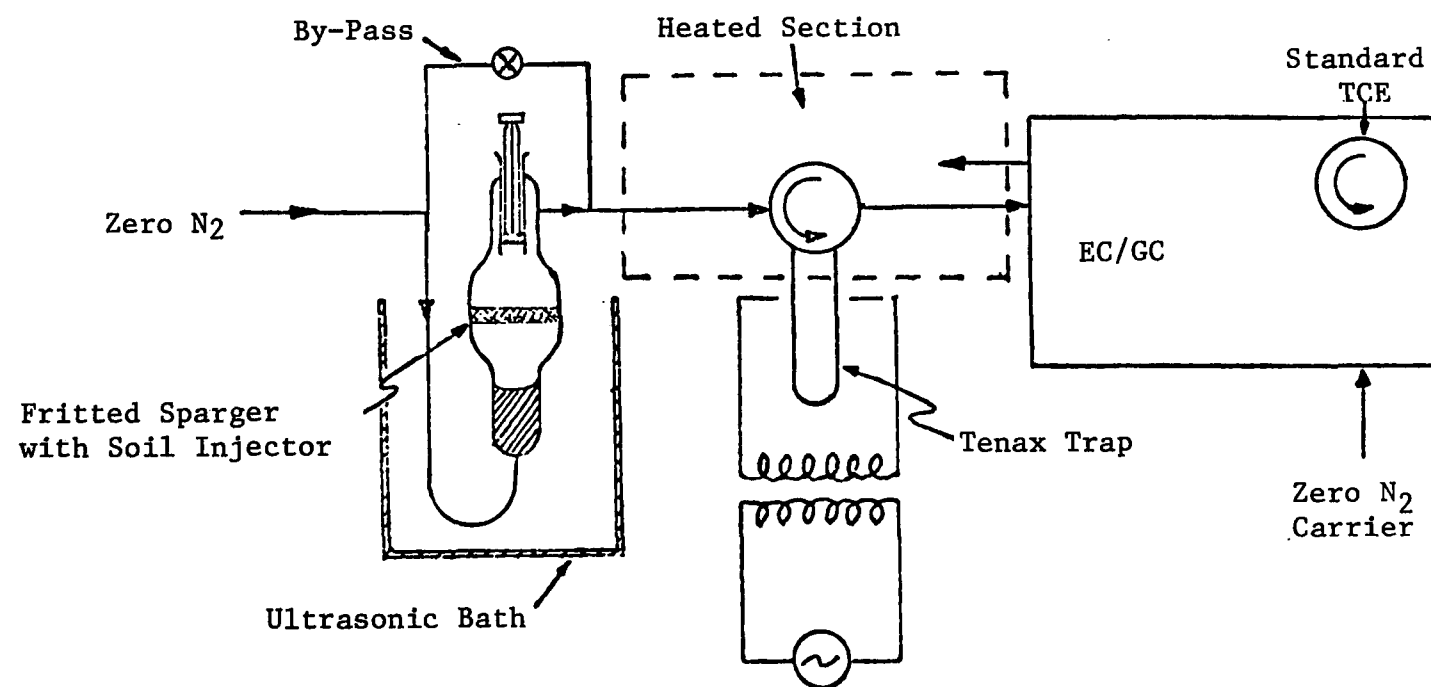 By-Pass
Heated Section
Standard
TCE
Zero N2
EC/GC
Fritted Sparger
with Soil Injector
Tenax Trap
Zero N2
Carrier
Ultrasonic Bath